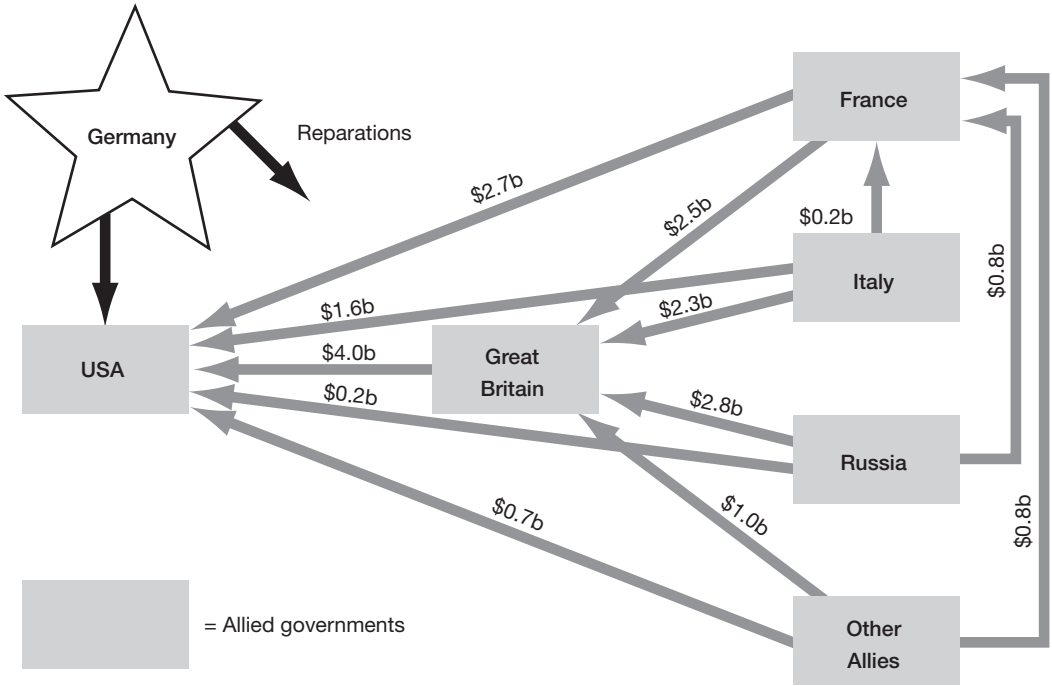 Germany
Reparations
France
$2.7b
$2.5b
$0.2b
Italy
$0.8b
$1.6b
$2.3b
USA
$4.0b
Great
Britain
$0.2b
$2.8b
Russia
$0.7b
$1.0b
$0.8b
= Allied governments
Other
Allies